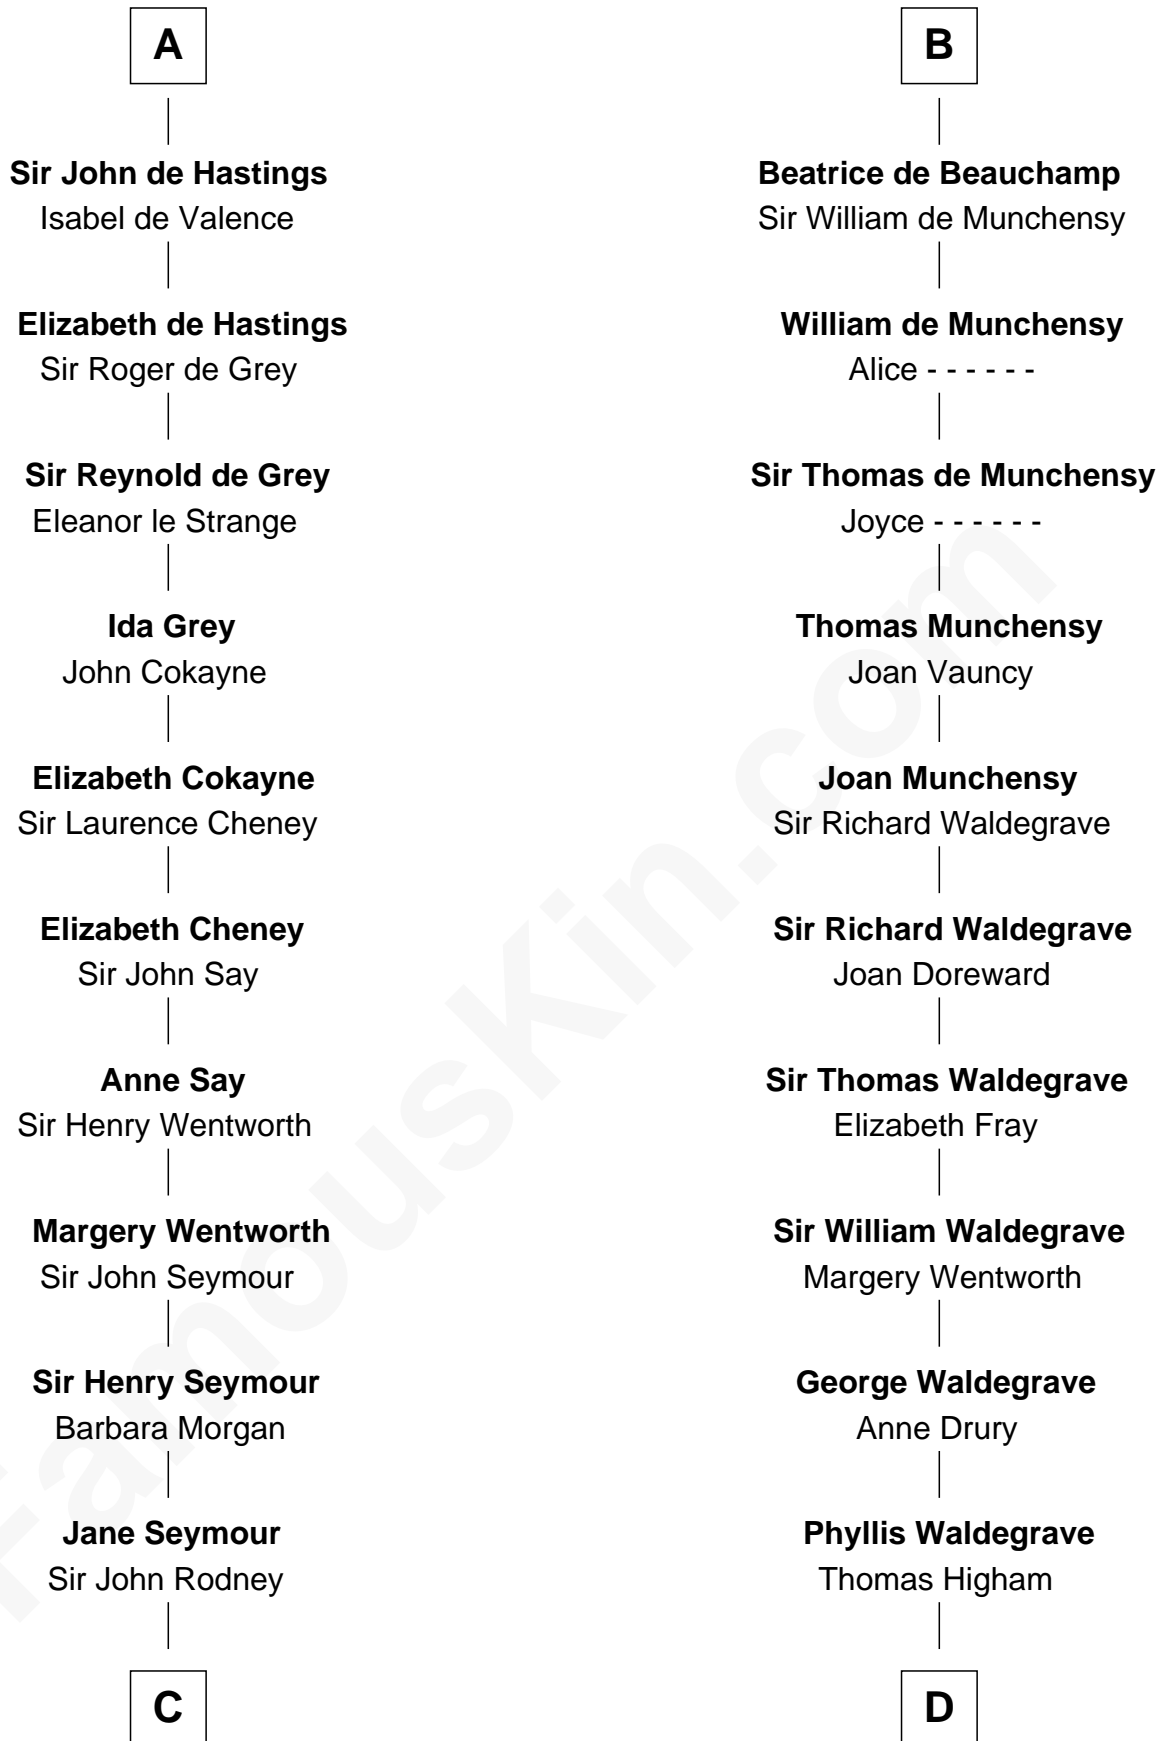 A
Sir John de Hastings
Isabel de Valence
Elizabeth de Hastings
Sir Roger de Grey
Sir Reynold de Grey
Eleanor le Strange
Ida Grey
John Cokayne
Elizabeth Cokayne
Sir Laurence Cheney
Elizabeth Cheney
Sir John Say
Anne Say
Sir Henry Wentworth
Margery Wentworth
Sir John Seymour
Sir Henry Seymour
Barbara Morgan
Jane Seymour
Sir John Rodney
C
B
Beatrice de Beauchamp
Sir William de Munchensy
William de Munchensy
Alice - - - - - -
Sir Thomas de Munchensy
Joyce - - - - - -
Thomas Munchensy
Joan Vauncy
Joan Munchensy
Sir Richard Waldegrave
Sir Richard Waldegrave
Joan Doreward
Sir Thomas Waldegrave
Elizabeth Fray
Sir William Waldegrave
Margery Wentworth
George Waldegrave
Anne Drury
Phyllis Waldegrave
Thomas Higham
D
FamousKin.com